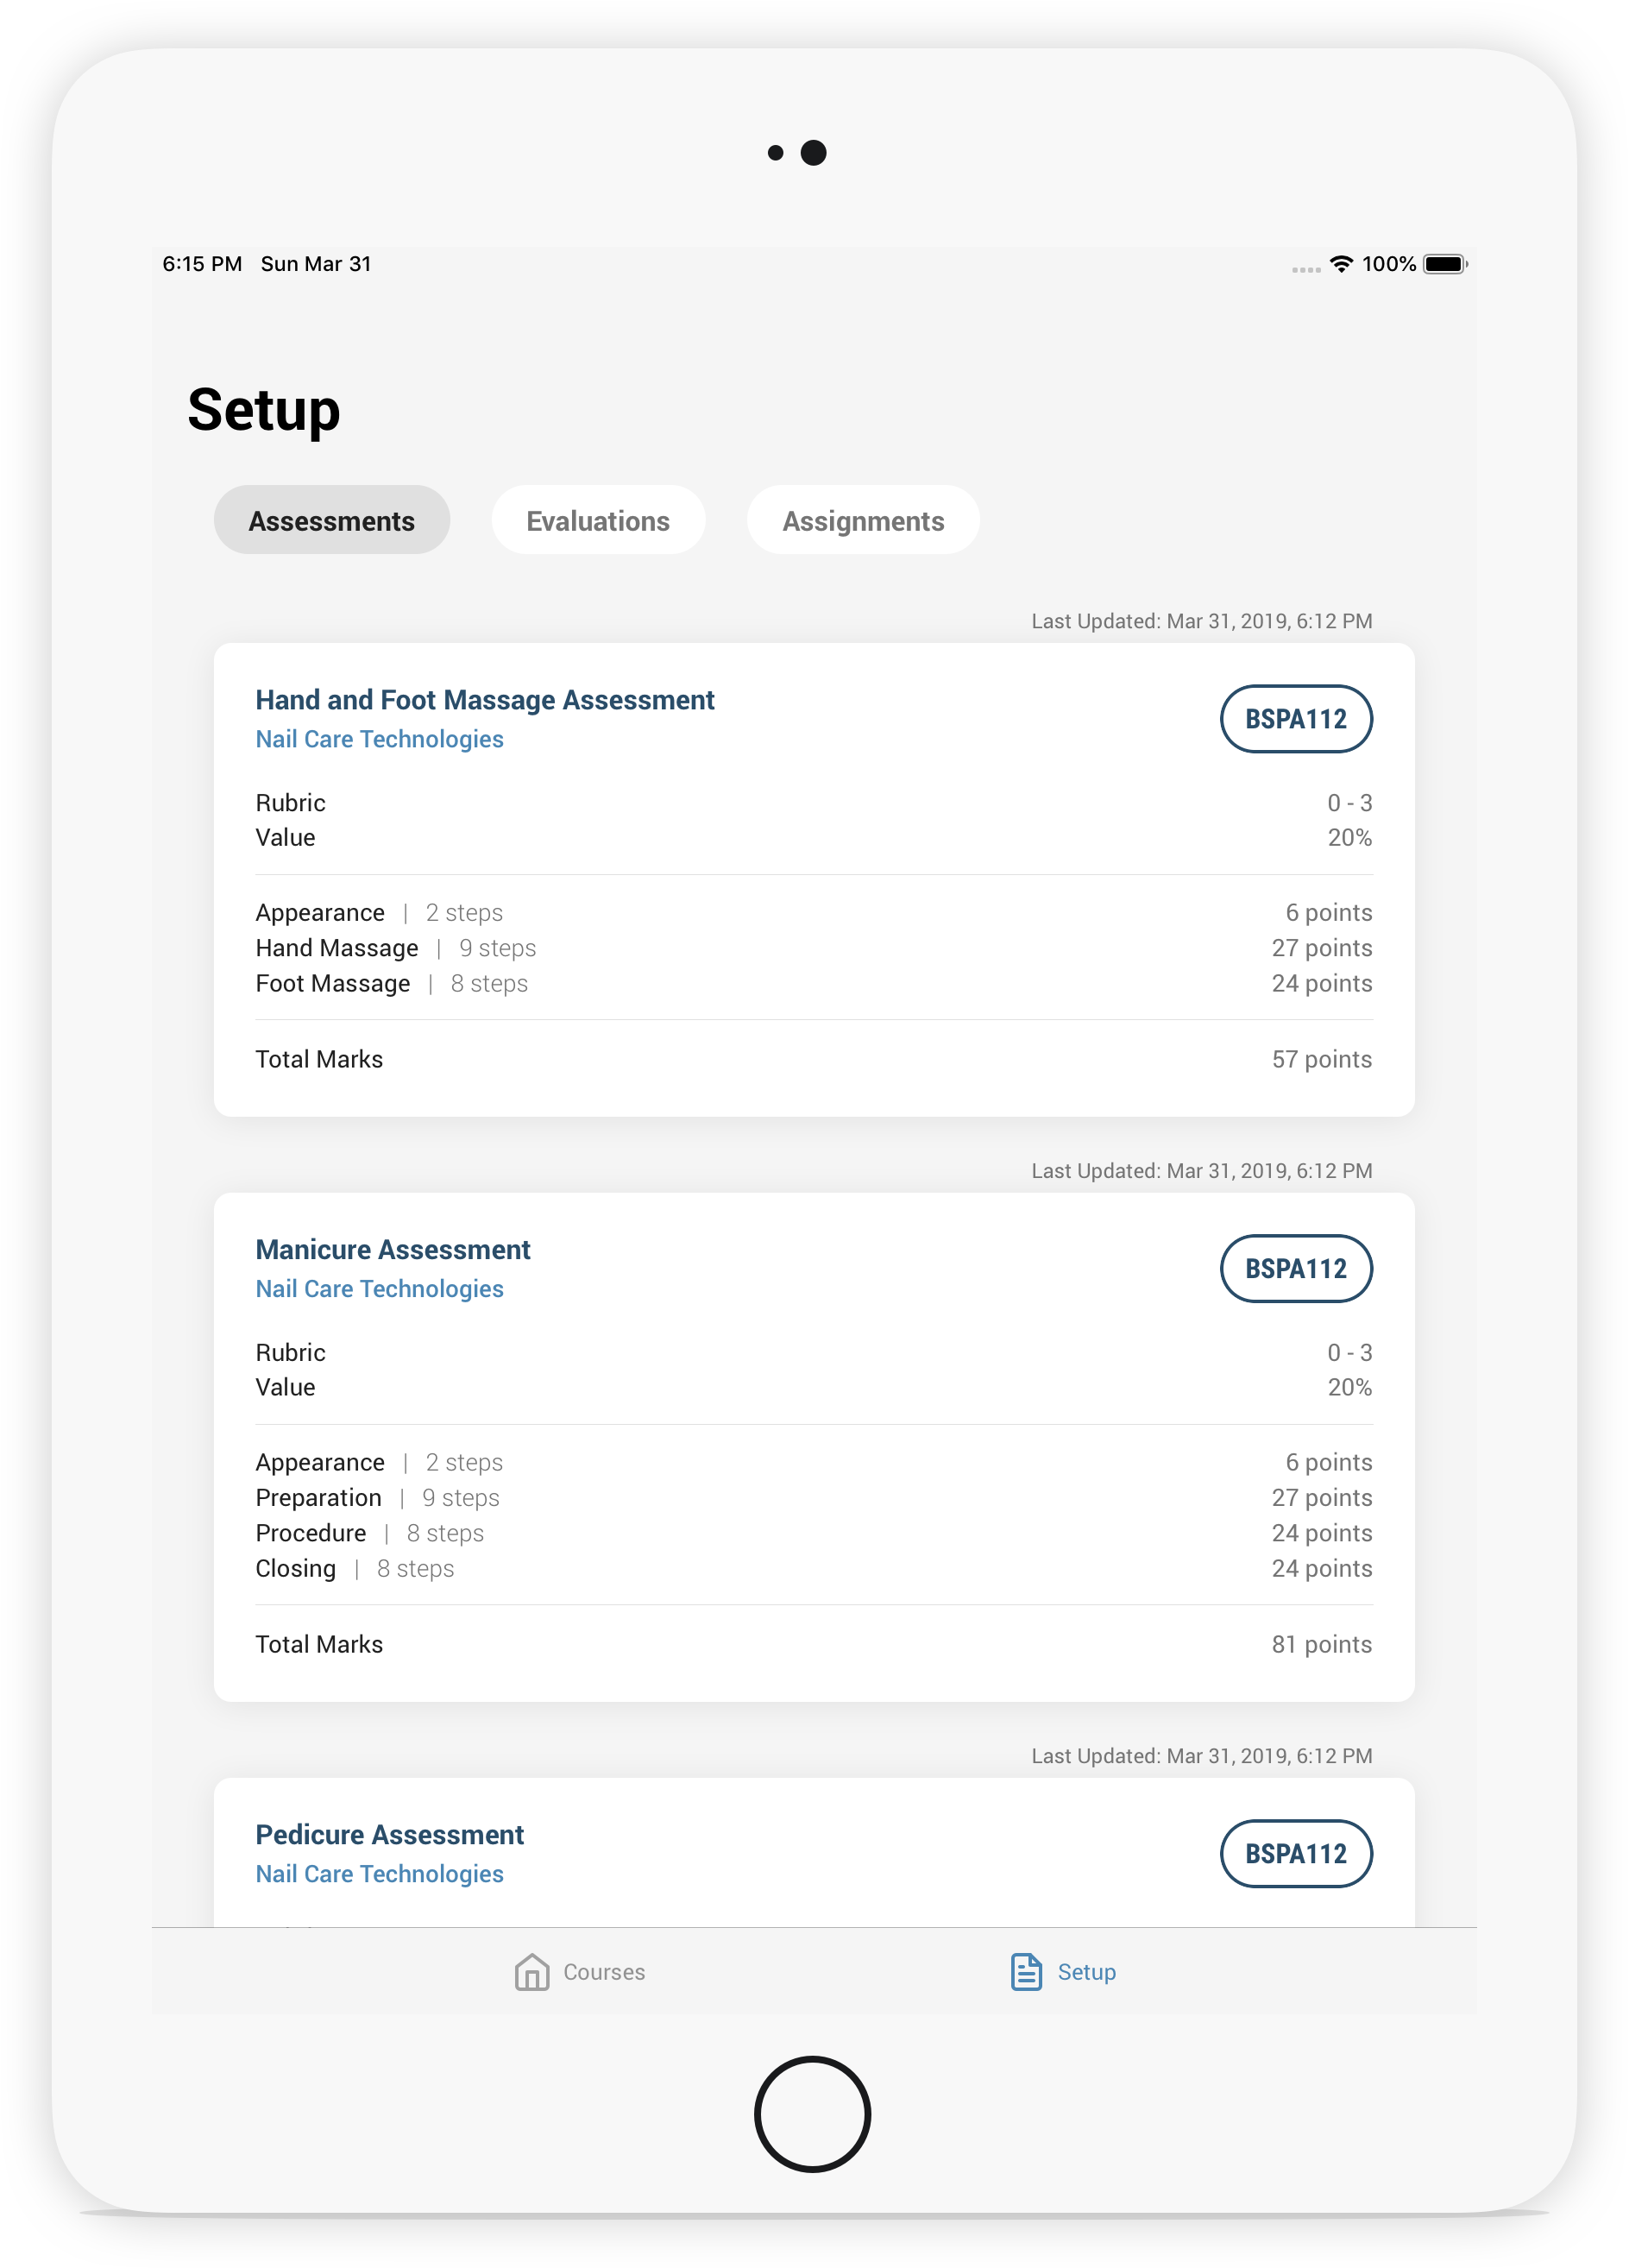 6:15 PM Sun Mar 31 100%
Setup
Assessments Evaluations Assignments
Last Updated: Mar 31, 2019, 6:12 PM
Hand and Foot Massage Assessment BSPA112
Nail Care Technologies
Rubric 0 - 3
Value 20%
Appearance | 2 steps 6 points
Hand Massage | 9 steps 27 points
Foot Massage | 8 steps 24 points
Total Marks 57 points
Last Updated: Mar 31, 2019, 6:12 PM
Manicure Assessment BSPA112
Nail Care Technologies
Rubric 0 - 3
Value 20%
Appearance | 2 steps 6 points
Preparation | 9 steps 27 points
Procedure | 8 steps 24 points
Closing | 8 steps 24 points
Total Marks 81 points
Last Updated: Mar 31, 2019, 6:12 PM
Pedicure Assessment BSPA112
Nail Care Technologies
Courses Setup